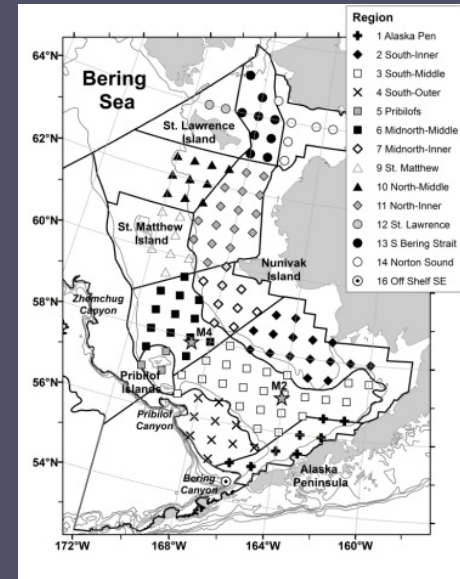 Region
1 Alaska Pen
2 South-Inner
3 South-Middle
4 South-Outer
5 Pribilofs
6 Midnorth-Middle
7 Midnorth-Inner
9 St. Matthew
10 North-Middle
11 North-Inner
12 St. Lawrence
13 S Bering Strait
14 Norton Sound
16 Off Shelf SE
64°N
Bering
Sea
St. Lawrence
Island
62°N
60°N
St. Matthew
Island
Nunivak
Island
58°N
Zhemchug
Canyon
M4
Pribilof
Islands
M2
56°N
Pribilof
Canyon
54°N
Bering
Canyon
Alaska
Peninsula
172°W
168°W
164°W
160°W